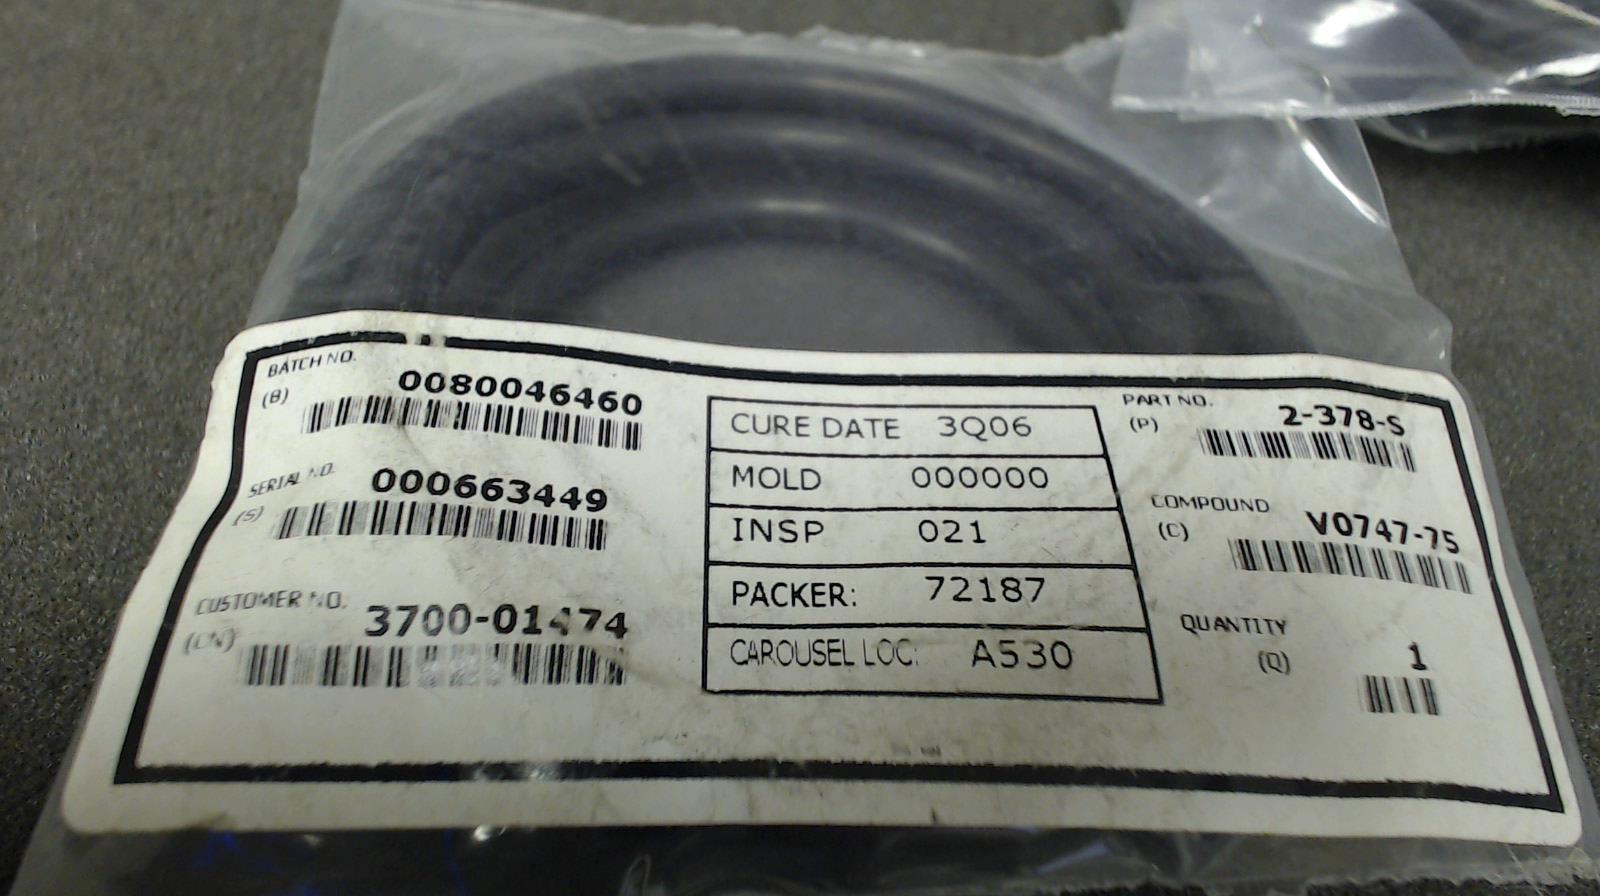 BATCH NO.
(B)
0080046460
SERIAL NO.
(S)
000663449
CUSTOMER NO.
(CN)
3700-01474
CURE DATE 3Q06
MOLD 000000
INSP 021
PACKER: 72187
CAROUSEL LOC: A530
PART NO.
(P)
2-378-S
COMPOUND
(C)
V0747-75
QUANTITY
(Q)
1